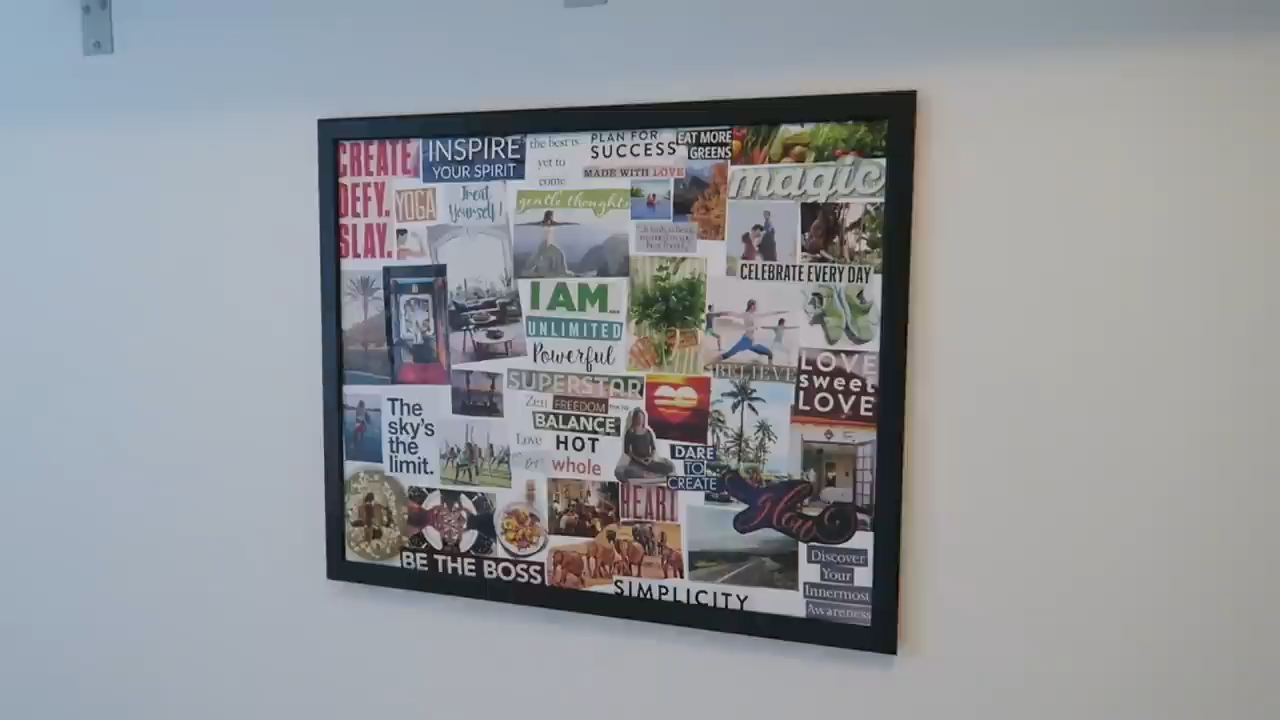 CREATE.
DEFY.
SLAY.
INSPIRE
YOUR SPIRIT
the best is
yet to
come
PLAN FOR
SUCCESS
EAT MORE
GREENS
MADE WITH LOVE
YOGA
Treat
Yourself!
gentle thoughts
magic
CELEBRATE EVERY DAY
I AM...
UNLIMITED
Powerful
BELIEVE
LOVE
sweet
LOVE
SUPERSTAR
Zen FREEDOM
BALANCE
Love HOT
whole
The
sky's
the
limit.
DARE
TO
CREATE
HEART
glow
BE THE BOSS
SIMPLICITY
Discover
Your
Innermost
Awareness